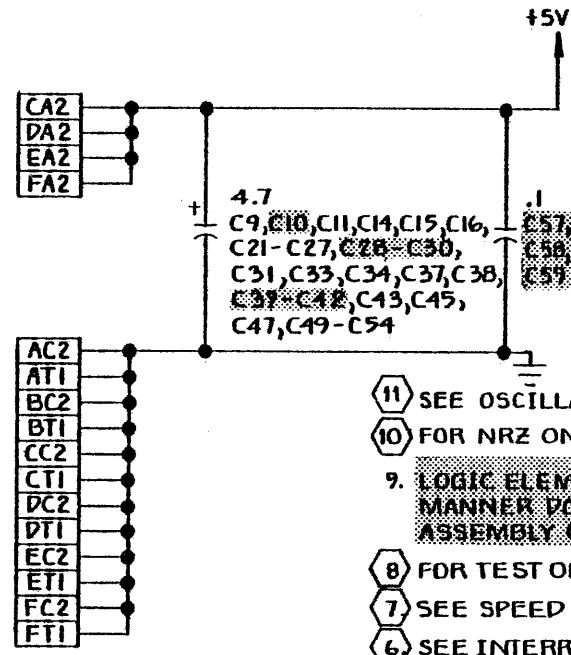 +5V
CA2
DA2
EA2
FA2
+
4.7
C9,C10,C11,C14,C15,C16,
C21-C27,C28-C30,
C31,C33,C34,C37,C38,
C39-C42,C43,C45,
C47,C49-C54
.1
C57,
C58,
C59
AC2
AT1
BC2
BT1
CC2
CT1
DC2
DT1
EC2
ET1
FC2
FT1
11 SEE OSCILLA
10 FOR NRZ ON
9. LOGIC ELEM
MANNER DO
ASSEMBLY
8 FOR TEST O
7 SEE SPEED
6 SEE INTERR